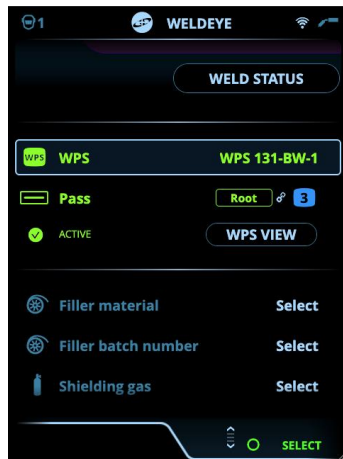 1 WELDEYE
WELD STATUS
WPS WPS WPS 131-BW-1
Pass Root 3
ACTIVE WPS VIEW
Filler material Select
Filler batch number Select
Shielding gas Select
SELECT